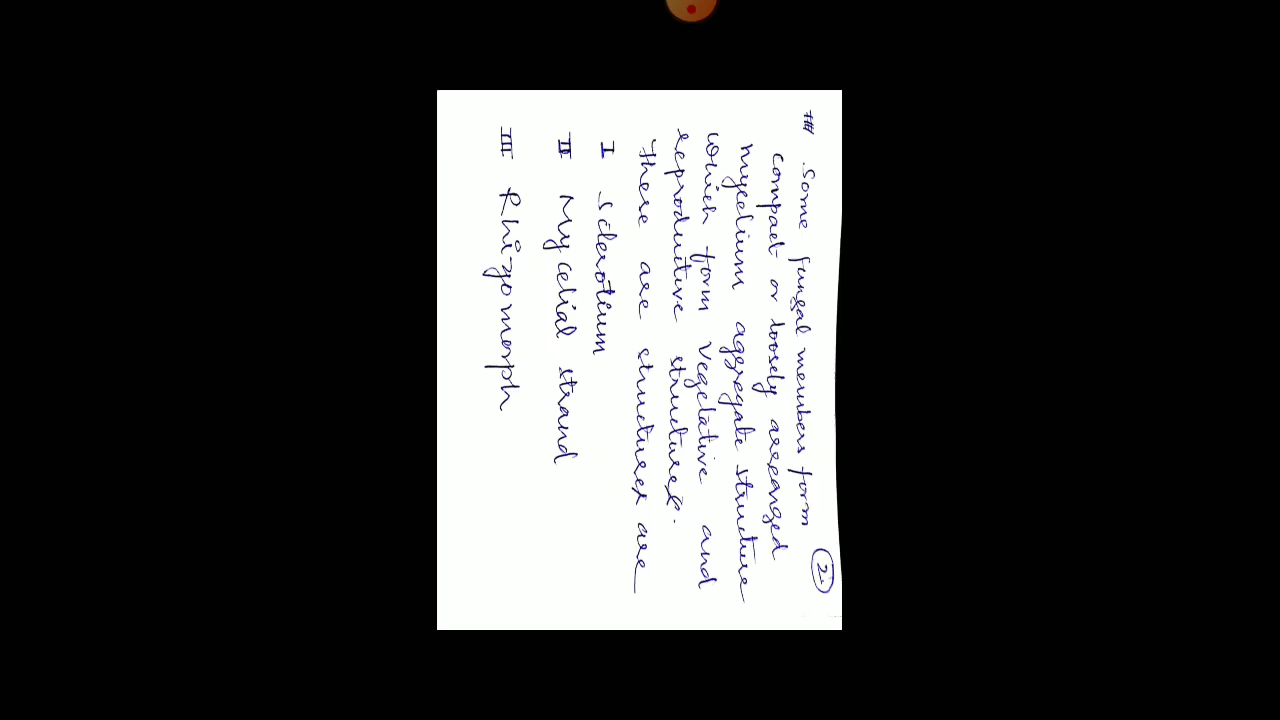 2.
# Some fungal members form
compact or loosely arranged
mycelium aggregate structure
which form vegetative and
reproductive structures.
These are structures are
I Sclerotium
II Mycelial strand
III Rhizomorph